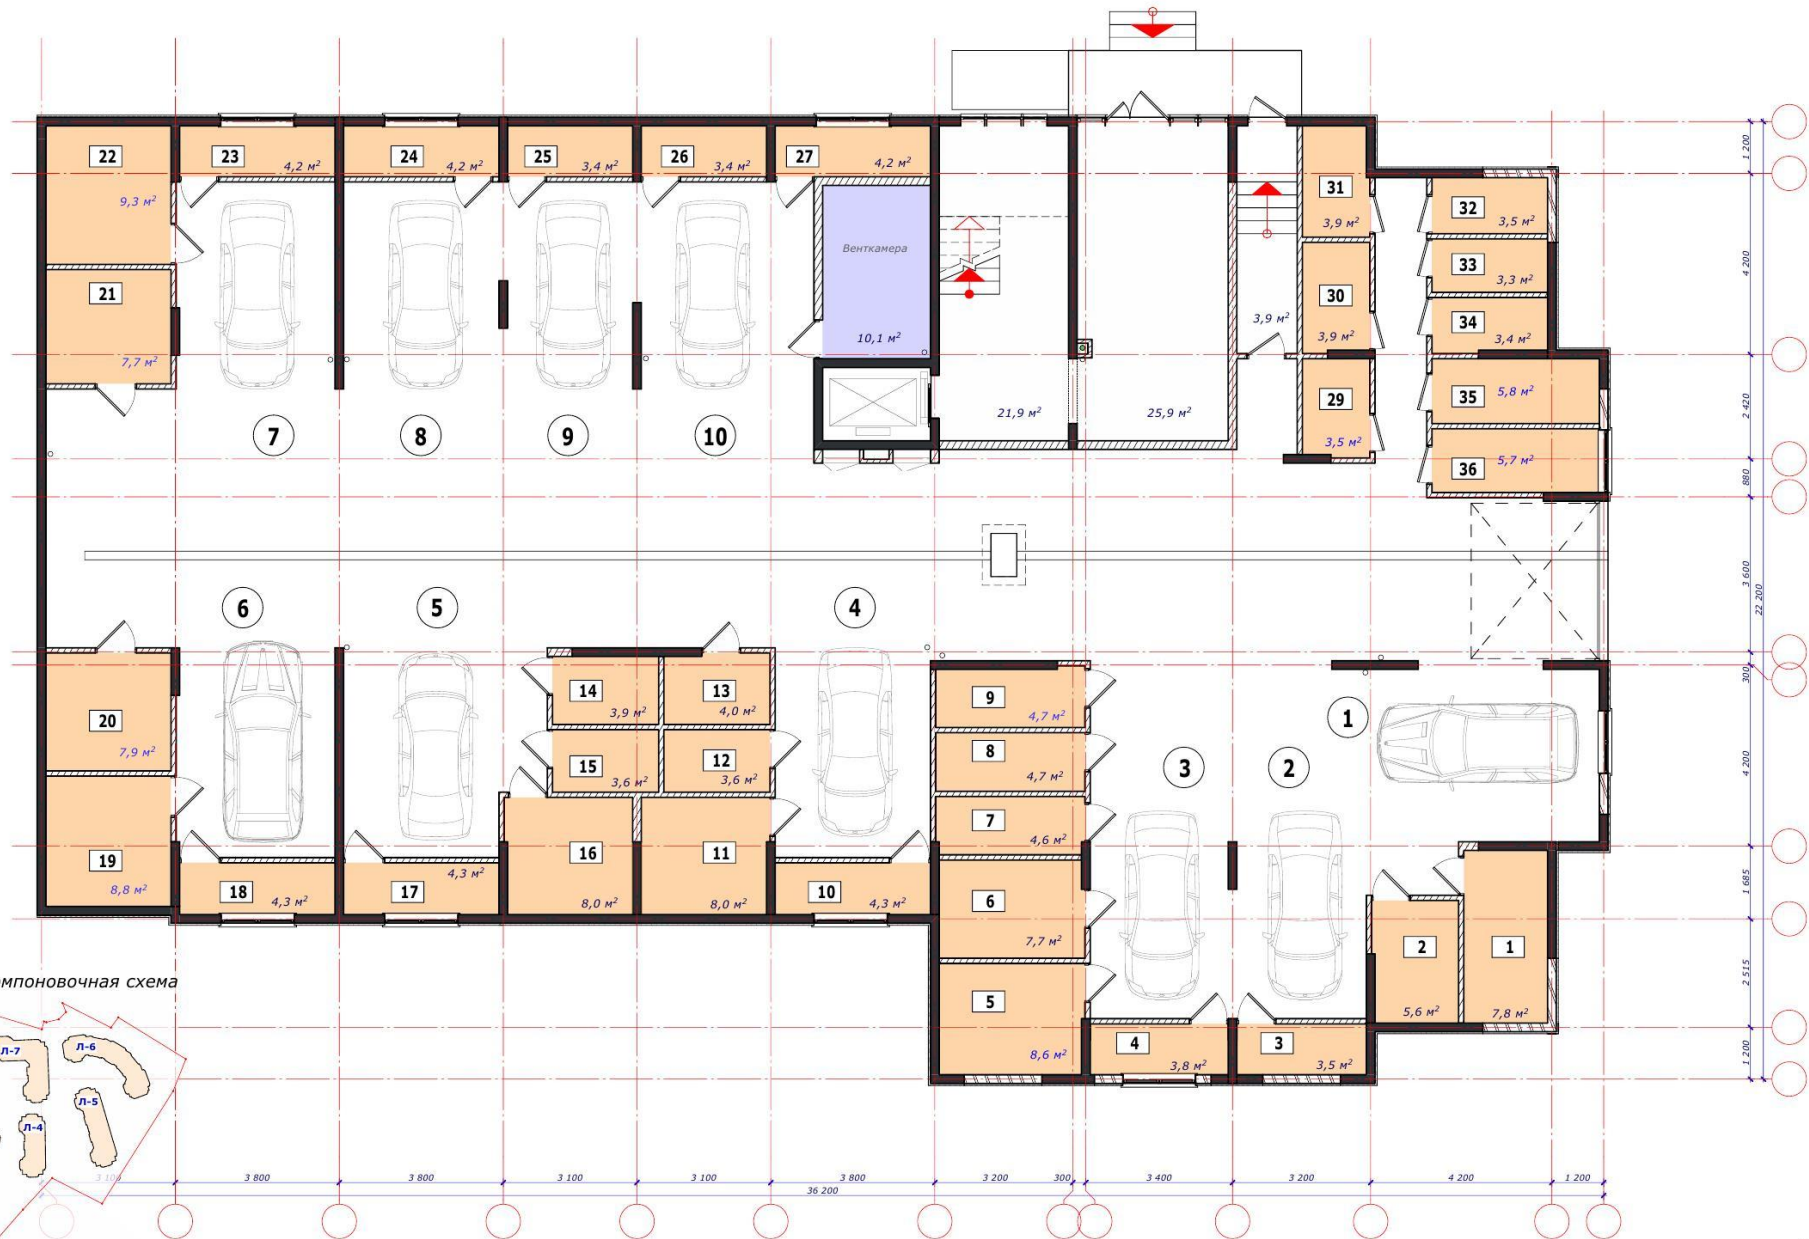 22
9,3 м²
23
4,2 м²
24
4,2 м²
25
3,4 м²
26
3,4 м²
27
4,2 м²
Венткамера
10,1 м²
21
7,7 м²
7
8
9
10
21,9 м²
25,9 м²
3,9 м²
31
3,9 м²
30
3,9 м²
29
3,5 м²
32
3,5 м²
33
3,3 м²
34
3,4 м²
35
5,8 м²
36
5,7 м²
1 200
4 200
2 420
880
3 600
22 200
300
4 200
1 685
2 515
1 200
6
5
4
20
7,9 м²
19
8,8 м²
18
4,3 м²
17
4,3 м²
14
3,9 м²
13
4,0 м²
15
3,6 м²
12
3,6 м²
16
8,0 м²
11
8,0 м²
10
4,3 м²
9
4,7 м²
8
4,7 м²
7
4,6 м²
6
7,7 м²
5
8,6 м²
3
2
1
4
3,8 м²
3
3,5 м²
2
5,6 м²
1
7,8 м²
мпоновочная схема
Л-7
Л-6
Л-5
Л-4
3 100
3 800
3 800
3 100
3 100
3 800
3 200
300
3 400
3 200
4 200
1 200
36 200